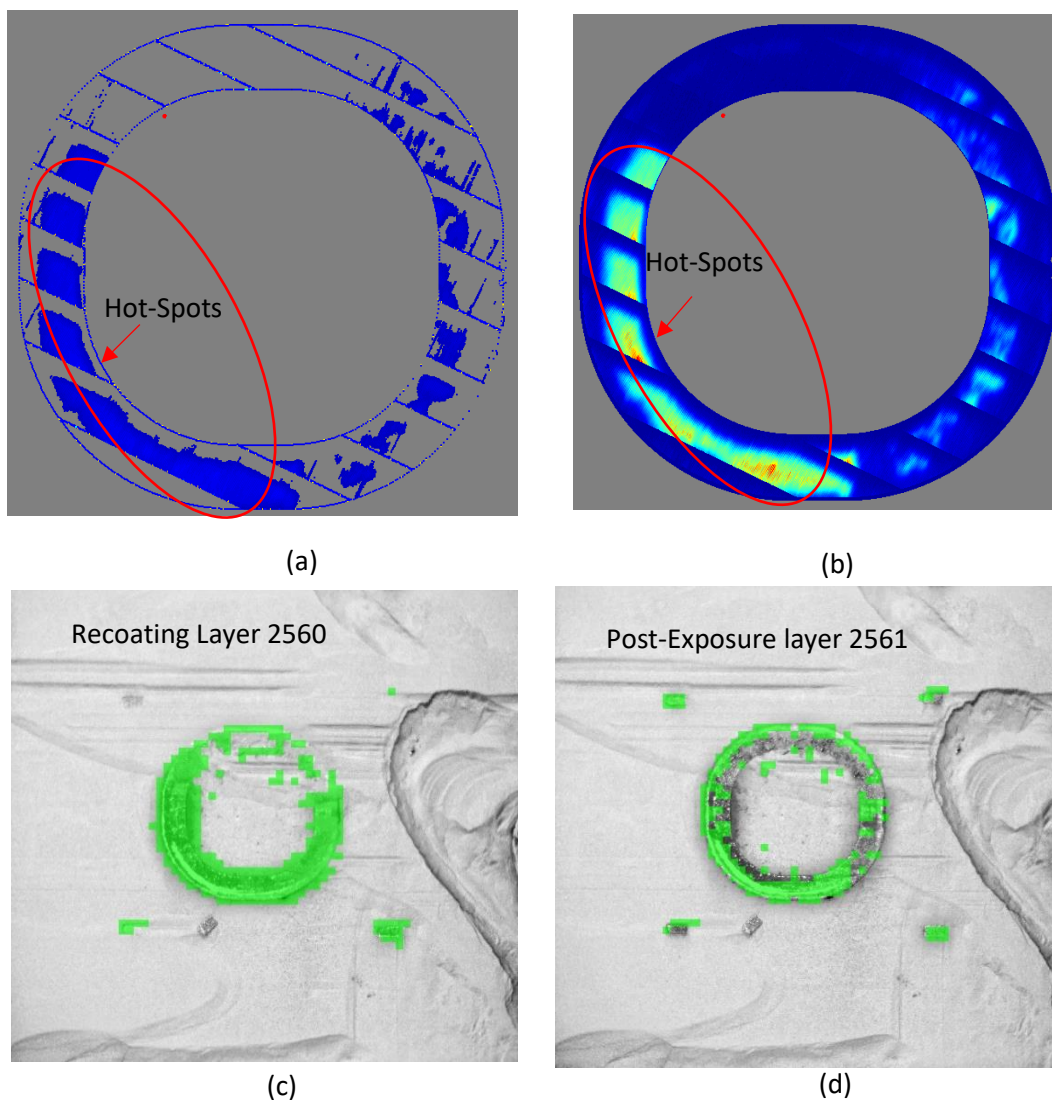 Hot-Spots
Hot-Spots
(a)
(b)
Recoating Layer 2560
Post-Exposure layer 2561
(c)
(d)